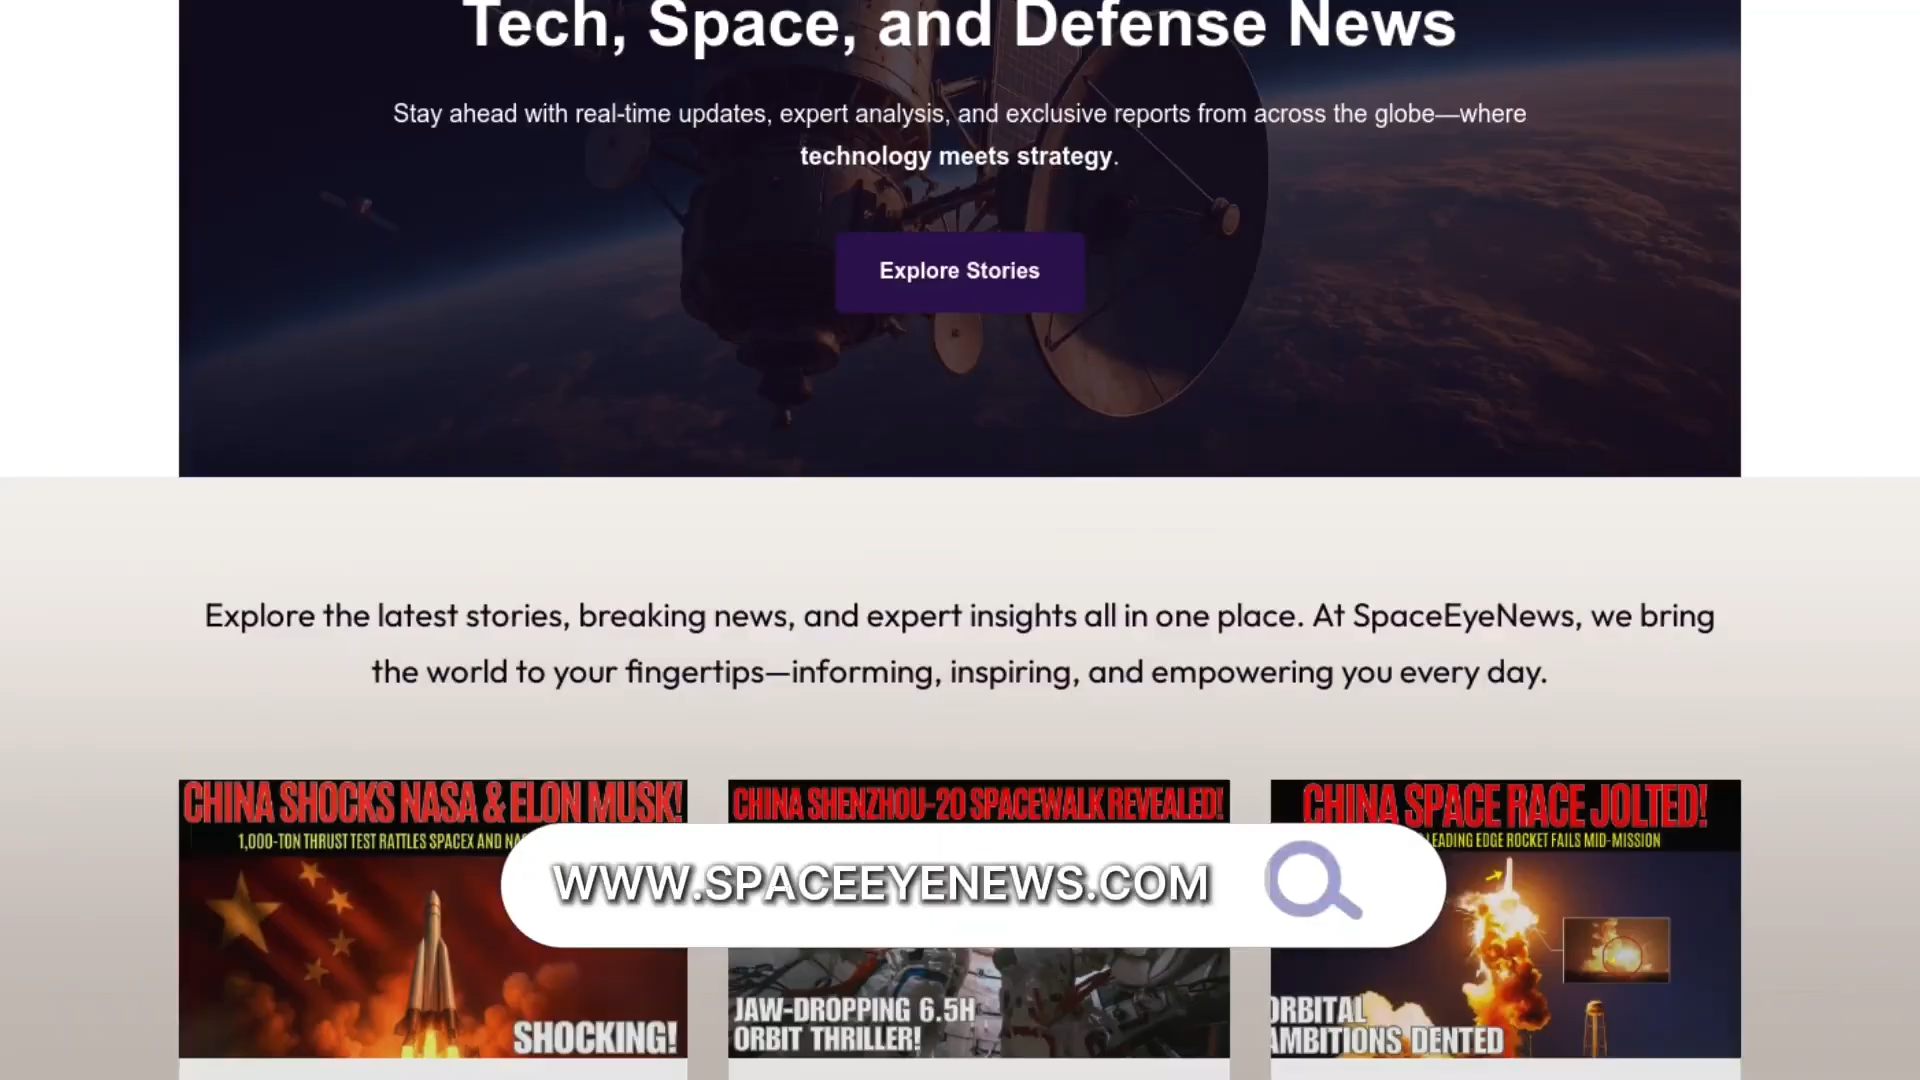 Tech, Space, and Defense News
Stay ahead with real-time updates, expert analysis, and exclusive reports from across the globe—where
technology meets strategy.
Explore Stories
Explore the latest stories, breaking news, and expert insights all in one place. At SpaceEyeNews, we bring
the world to your fingertips—informing, inspiring, and empowering you every day.
CHINA SHOCKS NASA & ELON MUSK!
1,000-TON THRUST TEST RATTLES SPACEX AND
SHOCKING!
CHINA SHENZHOU-20 SPACEWALK REVEALED!
JAW-DROPPING 6.5H
ORBIT THRILLER!
CHINA SPACE RACE JOLTED!
LEADING EDGE ROCKET FAILS MID-MISSION
ORBITAL
AMBITIONS DENTED
WWW.SPACEEYENEWS.COM